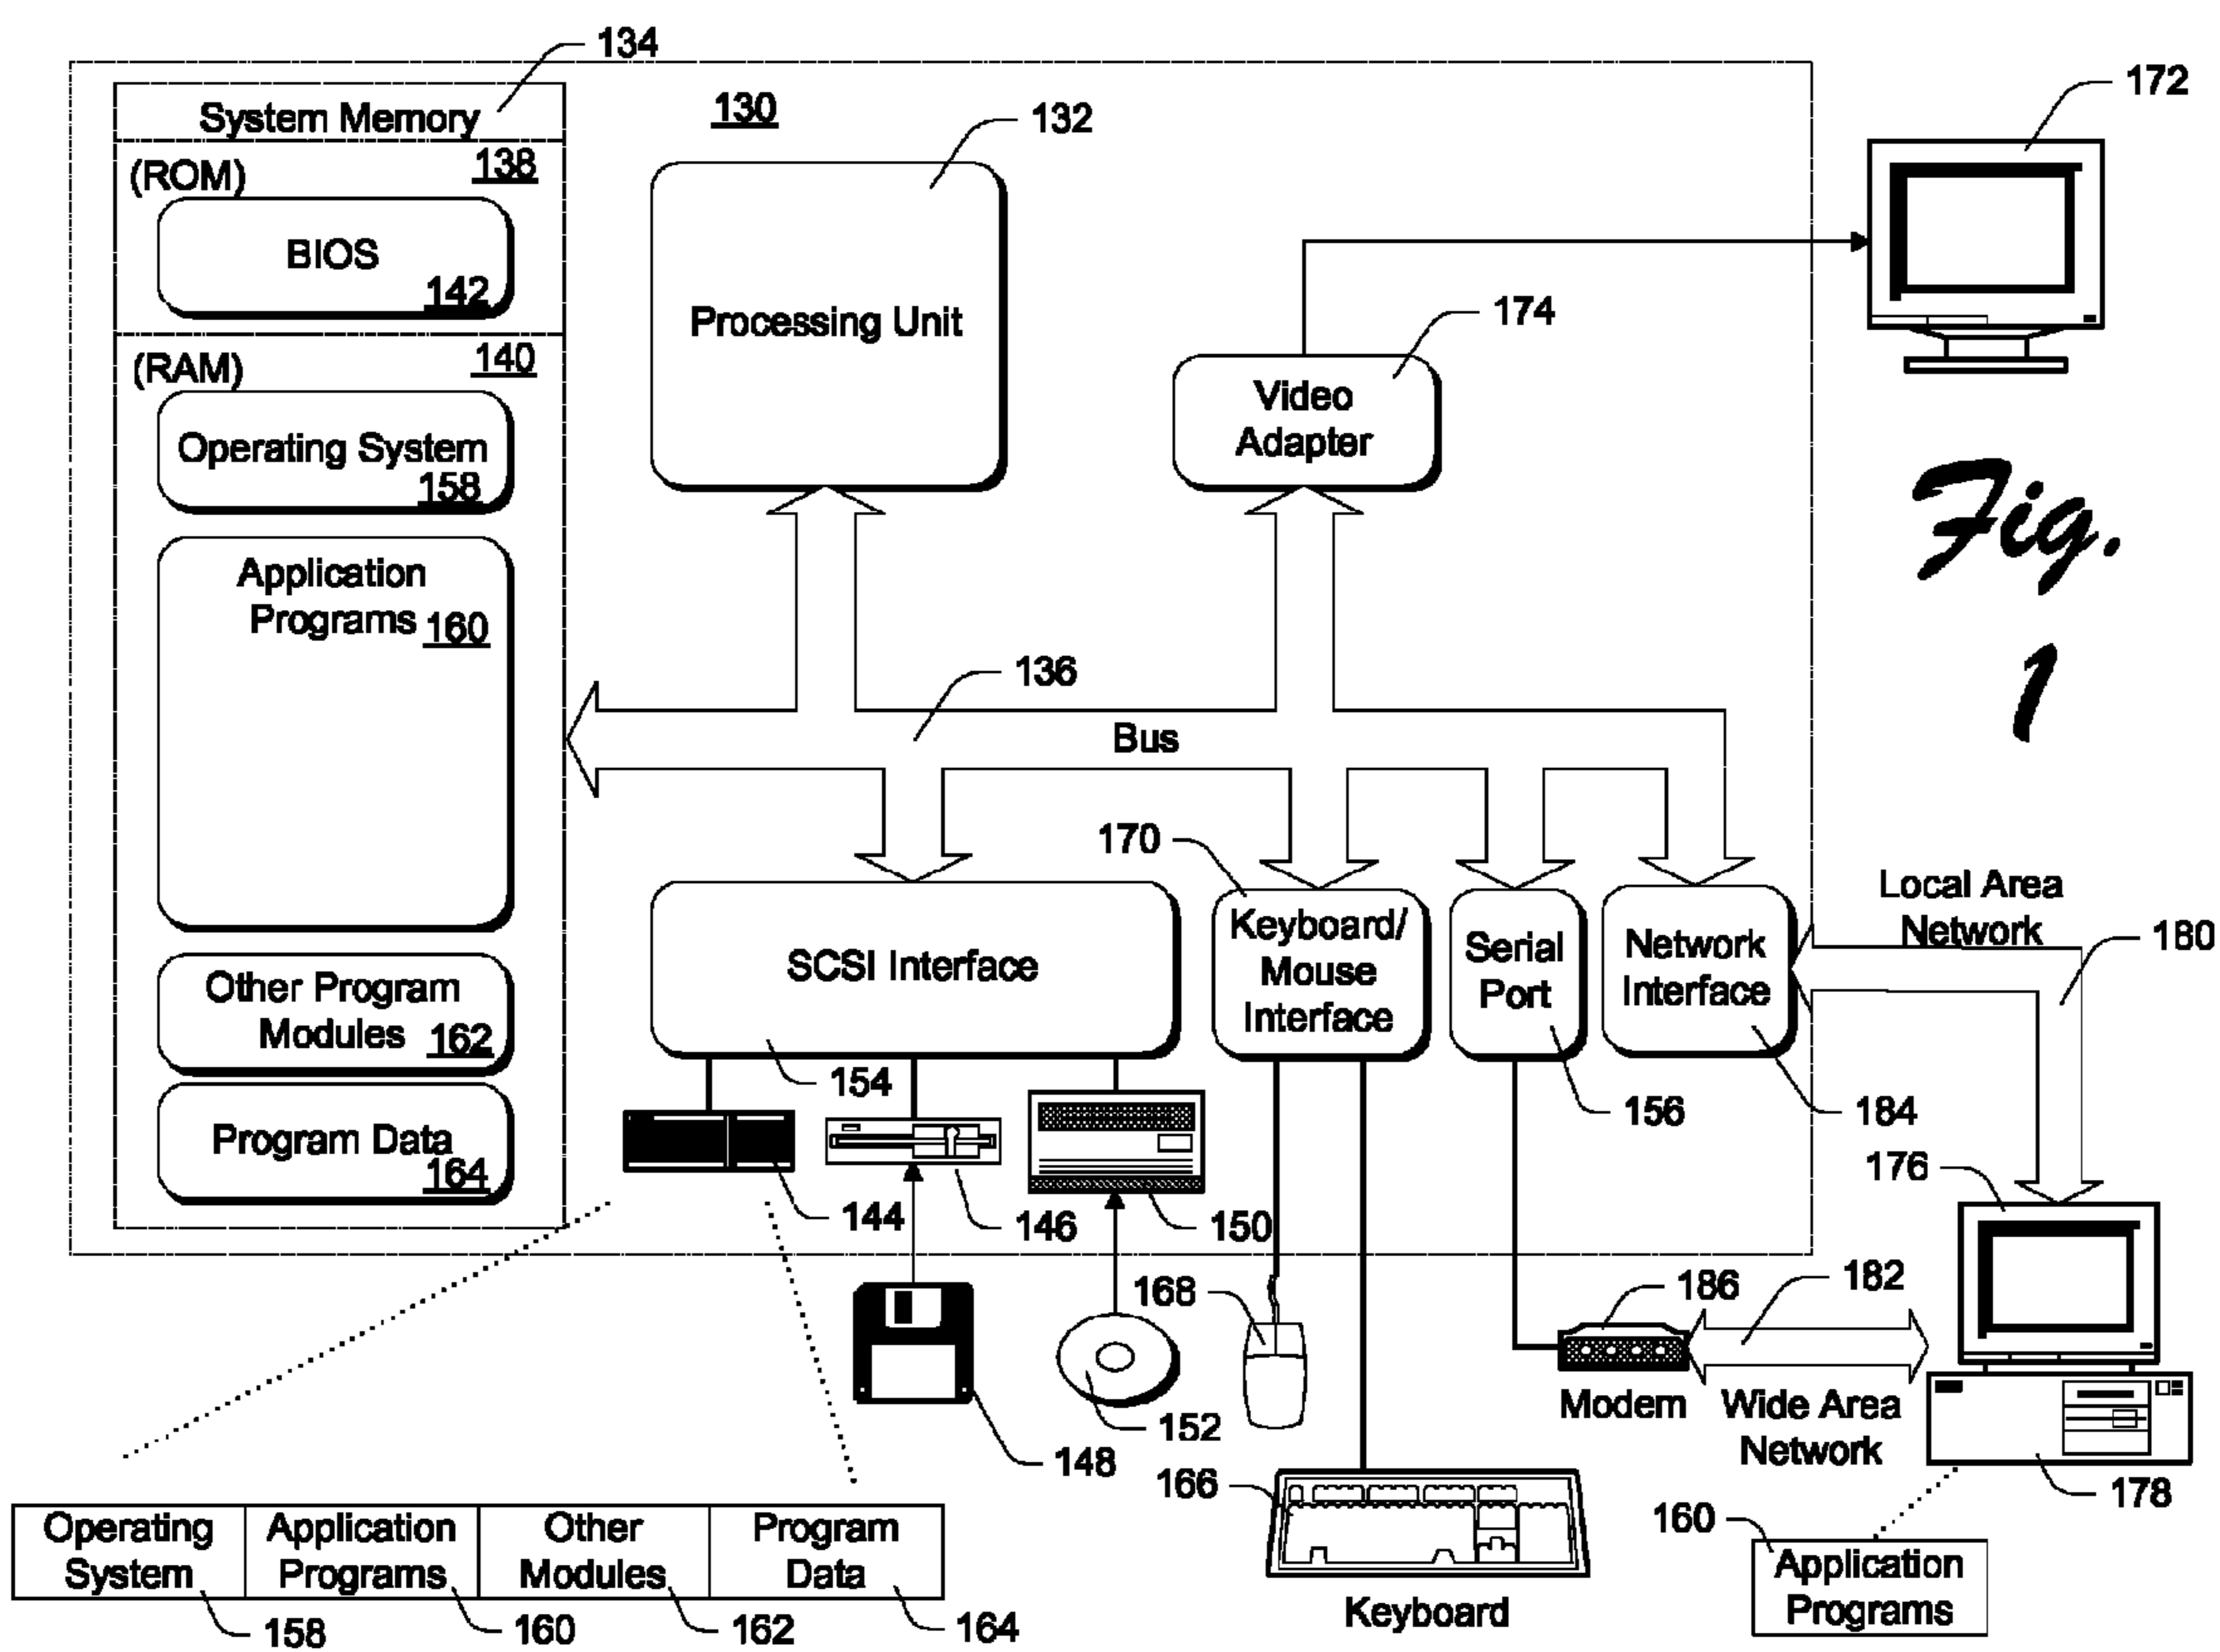 134
System Memory
130
132
172
(ROM)
138
BIOS
142
Processing Unit
174
(RAM)
140
Video
Adapter
Operating System
158
Fig.
1
Application
Programs 160
136
Bus
170
Local Area
Network
180
SCSI Interface
Keyboard/
Mouse
Interface
Serial
Port
Network
Interface
Other Program
Modules 162
154
156
184
Program Data
164
144
146
150
176
168
186
182
152
148
Modem
Wide Area
Network
166
178
160
Operating
System
Application
Programs
Other
Modules
Program
Data
158
160
162
164
Keyboard
Application
Programs